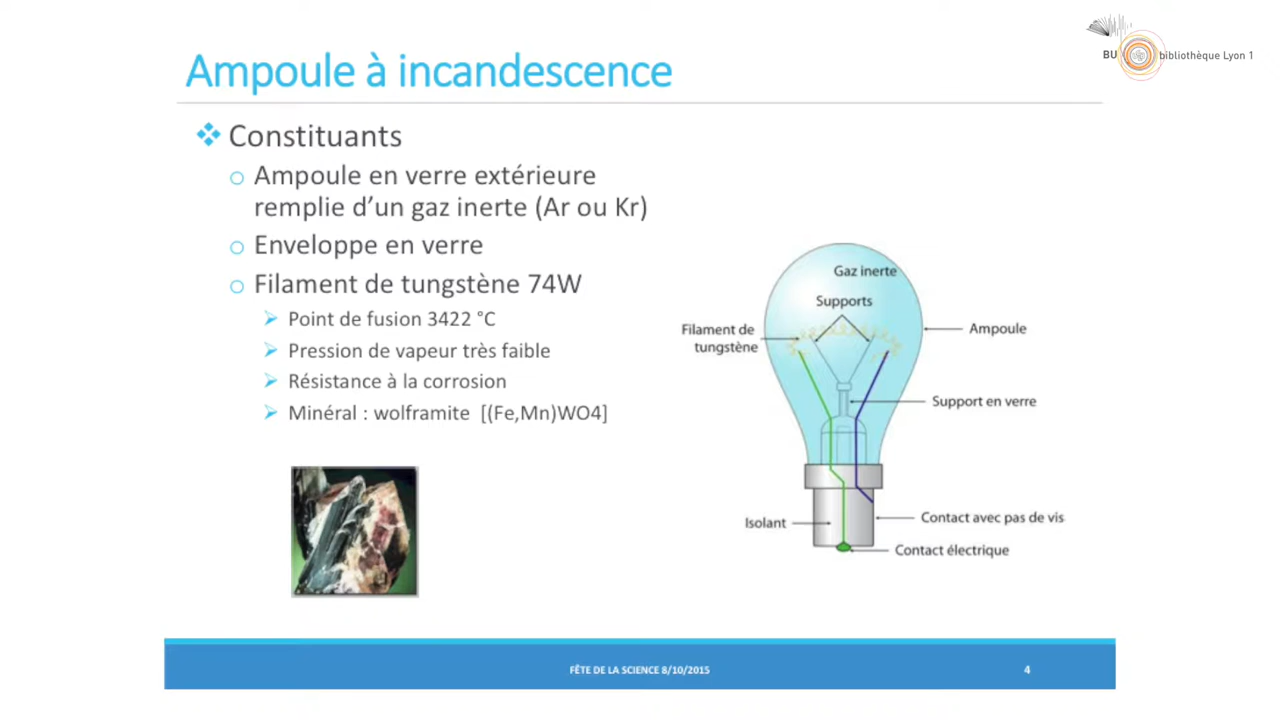 BU bibliothèque Lyon 1
Ampoule à incandescence
Constituants
Ampoule en verre extérieure
remplie d'un gaz inerte (Ar ou Kr)
Enveloppe en verre
Filament de tungstène 74W
Point de fusion 3422 °C
Pression de vapeur très faible
Résistance à la corrosion
Minéral : wolframite [(Fe,Mn)WO4]
Gaz inerte
Supports
Filament de
tungstène
Ampoule
Support en verre
Isolant
Contact avec pas de vis
Contact électrique
FÊTE DE LA SCIENCE 8/10/2015
4